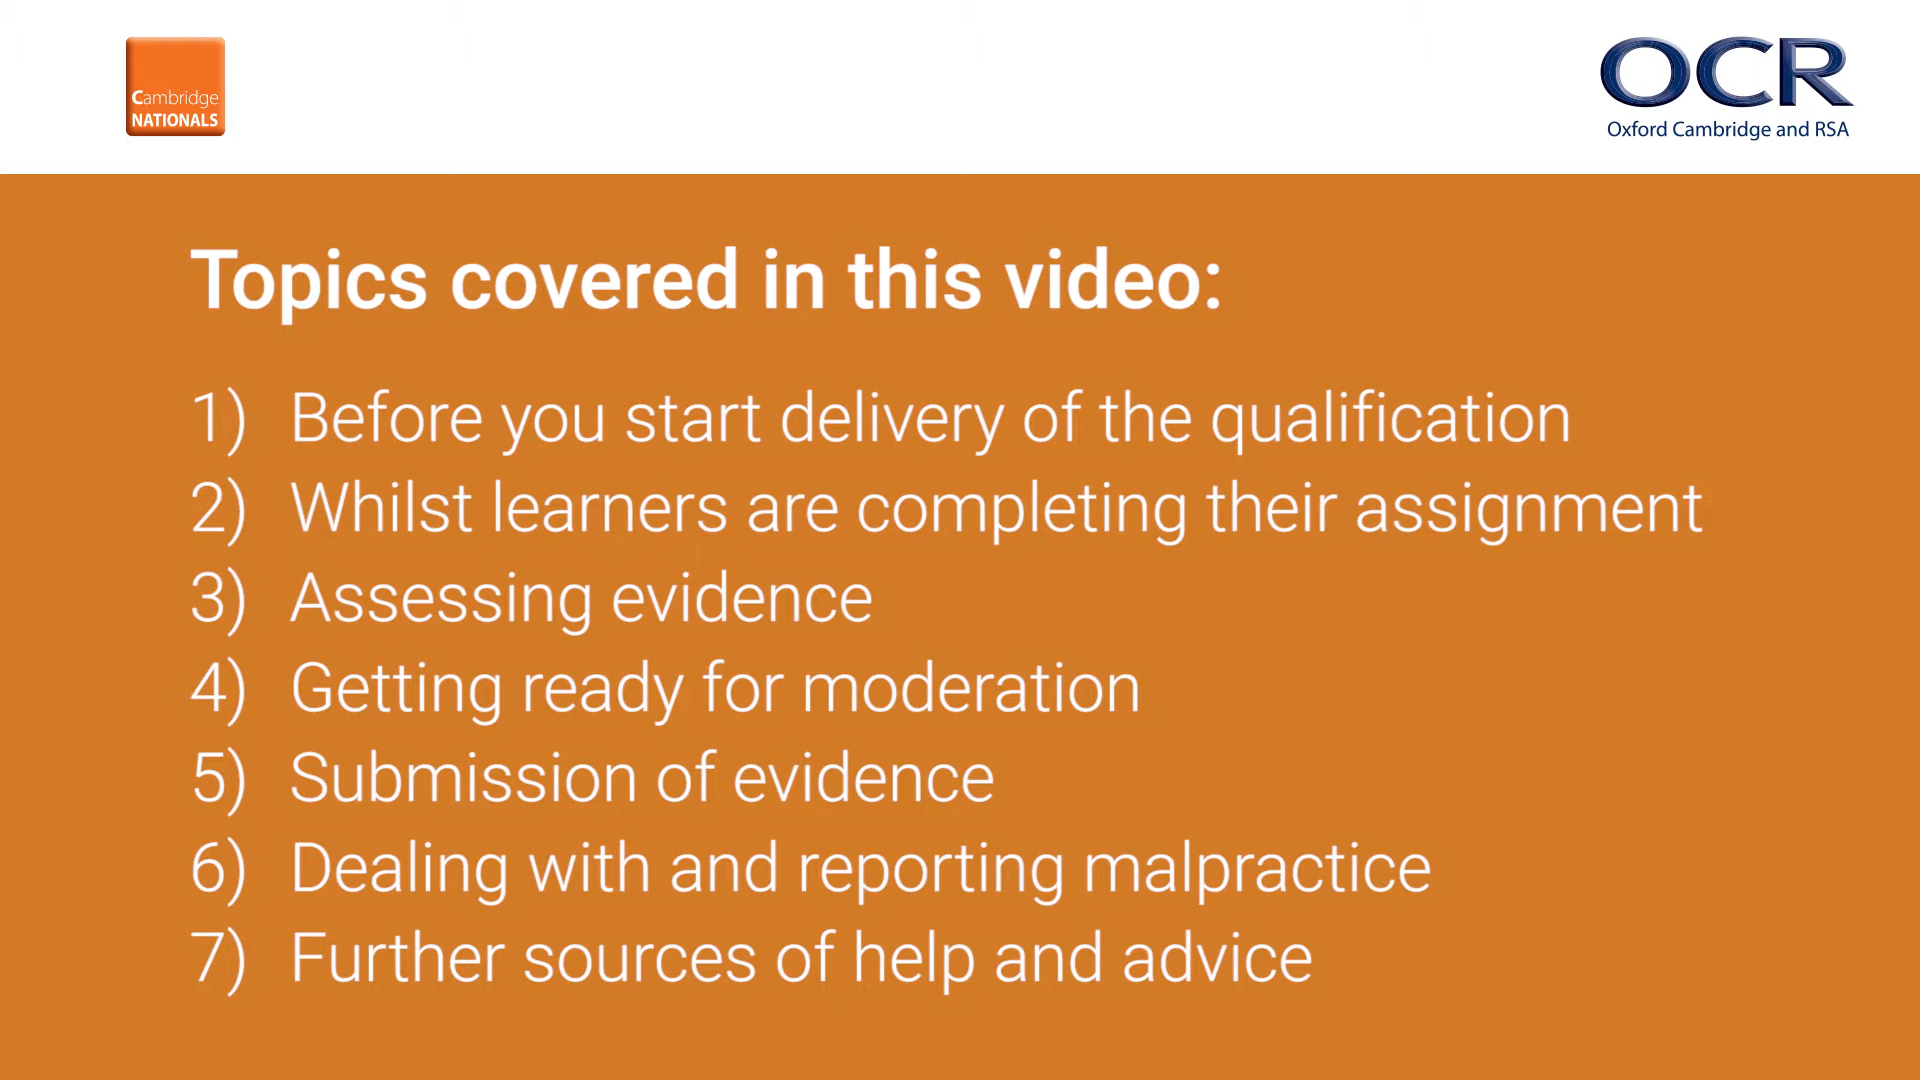 Cambridge
NATIONALS
OCR
Oxford Cambridge and RSA
Topics covered in this video:
1) Before you start delivery of the qualification
2) Whilst learners are completing their assignment
3) Assessing evidence
4) Getting ready for moderation
5) Submission of evidence
6) Dealing with and reporting malpractice
7) Further sources of help and advice